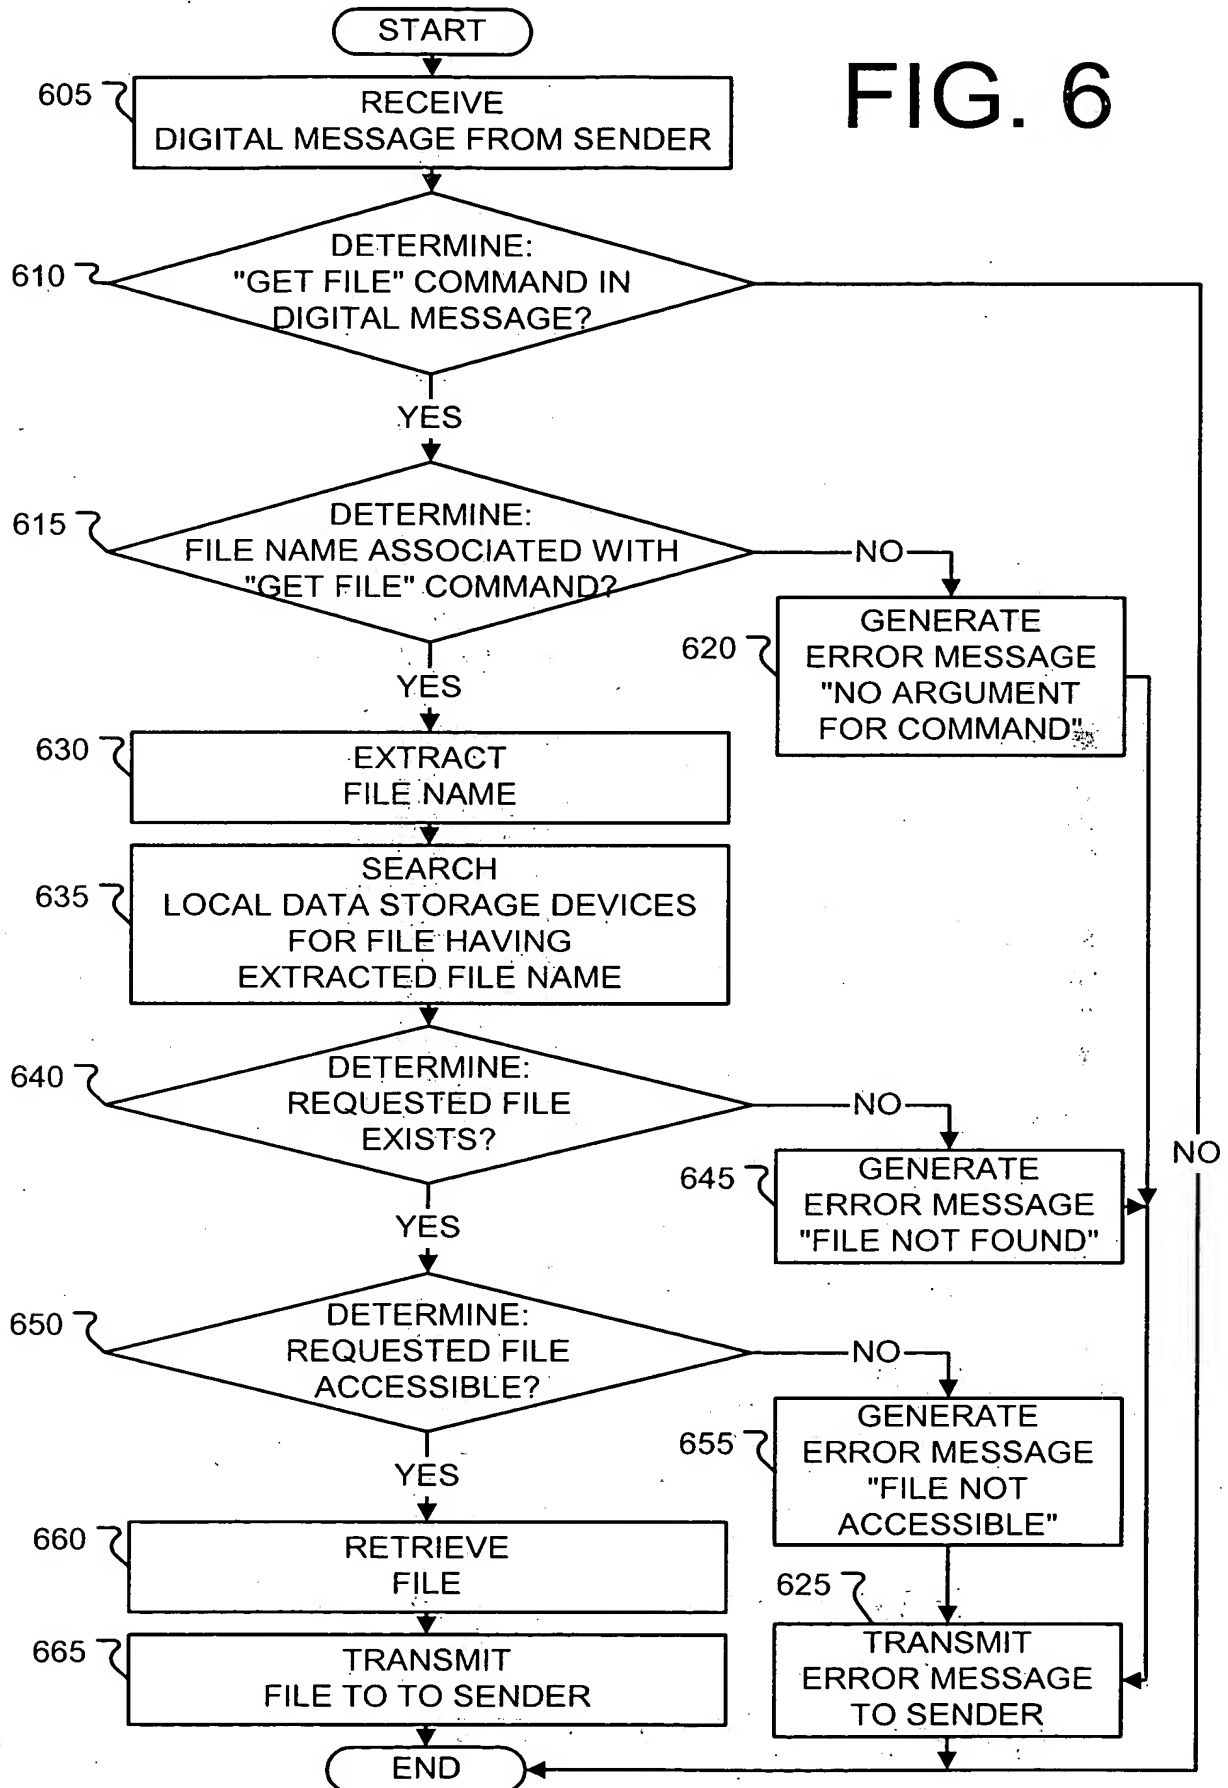 START
FIG. 6
605
RECEIVE
DIGITAL MESSAGE FROM SENDER
610
DETERMINE:
"GET FILE" COMMAND IN
DIGITAL MESSAGE?
YES
615
DETERMINE:
FILE NAME ASSOCIATED WITH
"GET FILE" COMMAND?
NO
620
GENERATE
ERROR MESSAGE
"NO ARGUMENT
FOR COMMAND"
YES
630
EXTRACT
FILE NAME
635
SEARCH
LOCAL DATA STORAGE DEVICES
FOR FILE HAVING
EXTRACTED FILE NAME
640
DETERMINE:
REQUESTED FILE
EXISTS?
NO
NO
645
GENERATE
ERROR MESSAGE
"FILE NOT FOUND"
YES
650
DETERMINE:
REQUESTED FILE
ACCESSIBLE?
NO
655
GENERATE
ERROR MESSAGE
"FILE NOT
ACCESSIBLE"
YES
660
RETRIEVE
FILE
625
TRANSMIT
ERROR MESSAGE
TO SENDER
665
TRANSMIT
FILE TO TO SENDER
END